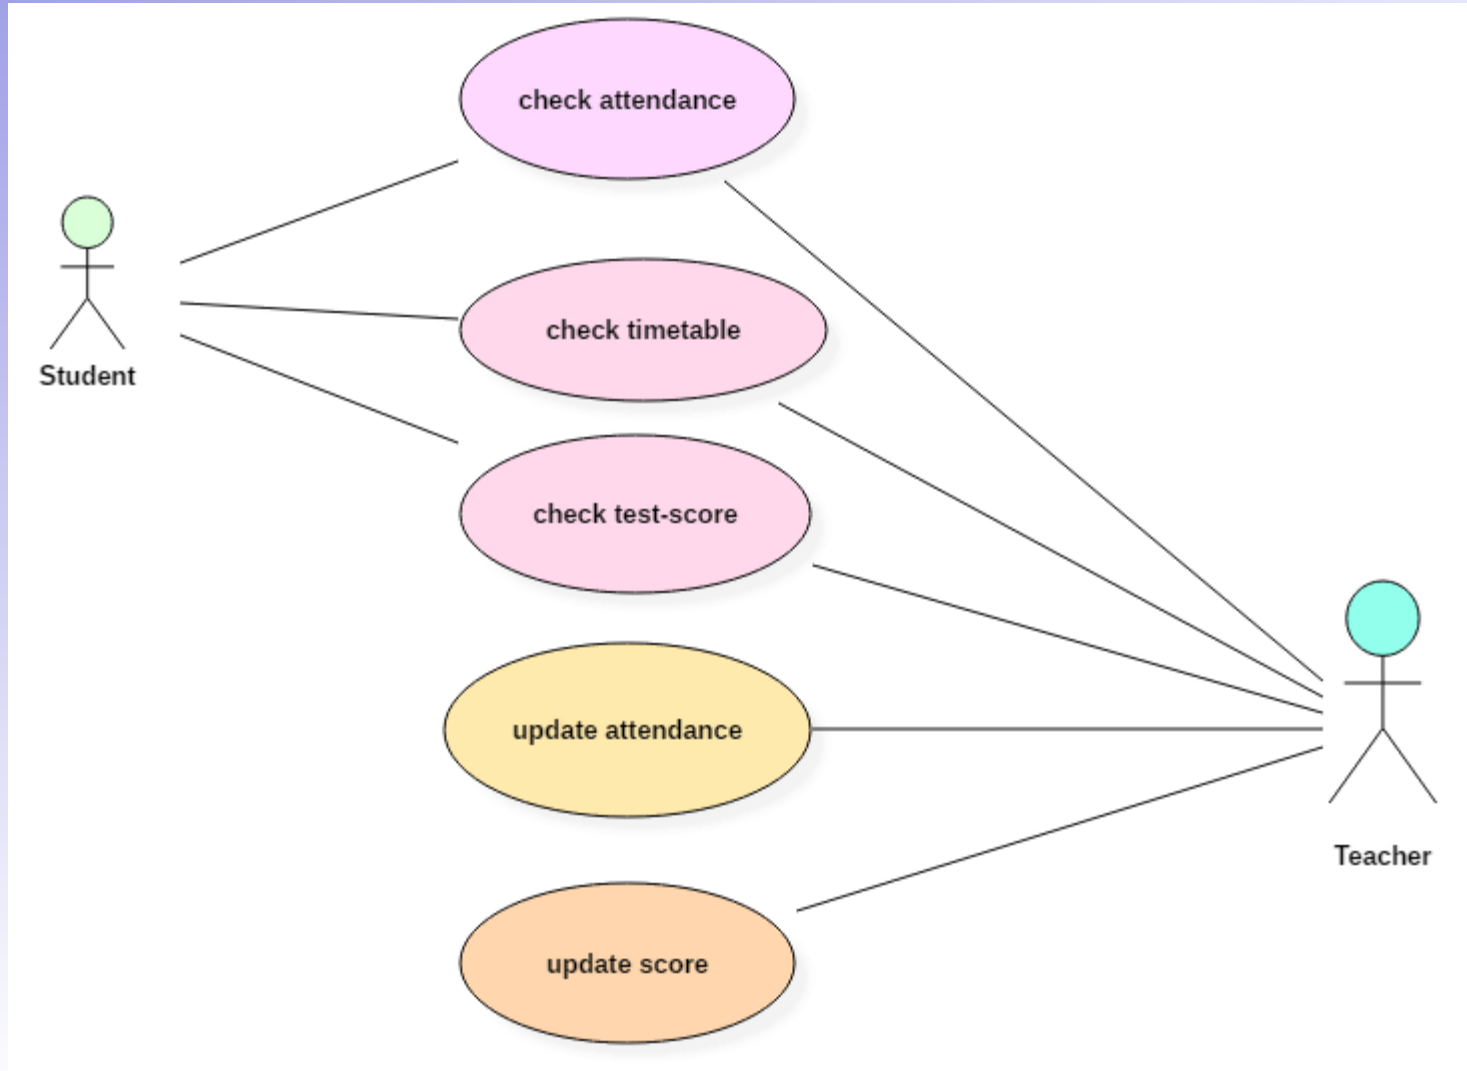 check attendance
Student
check timetable
check test-score
update attendance
Teacher
update score